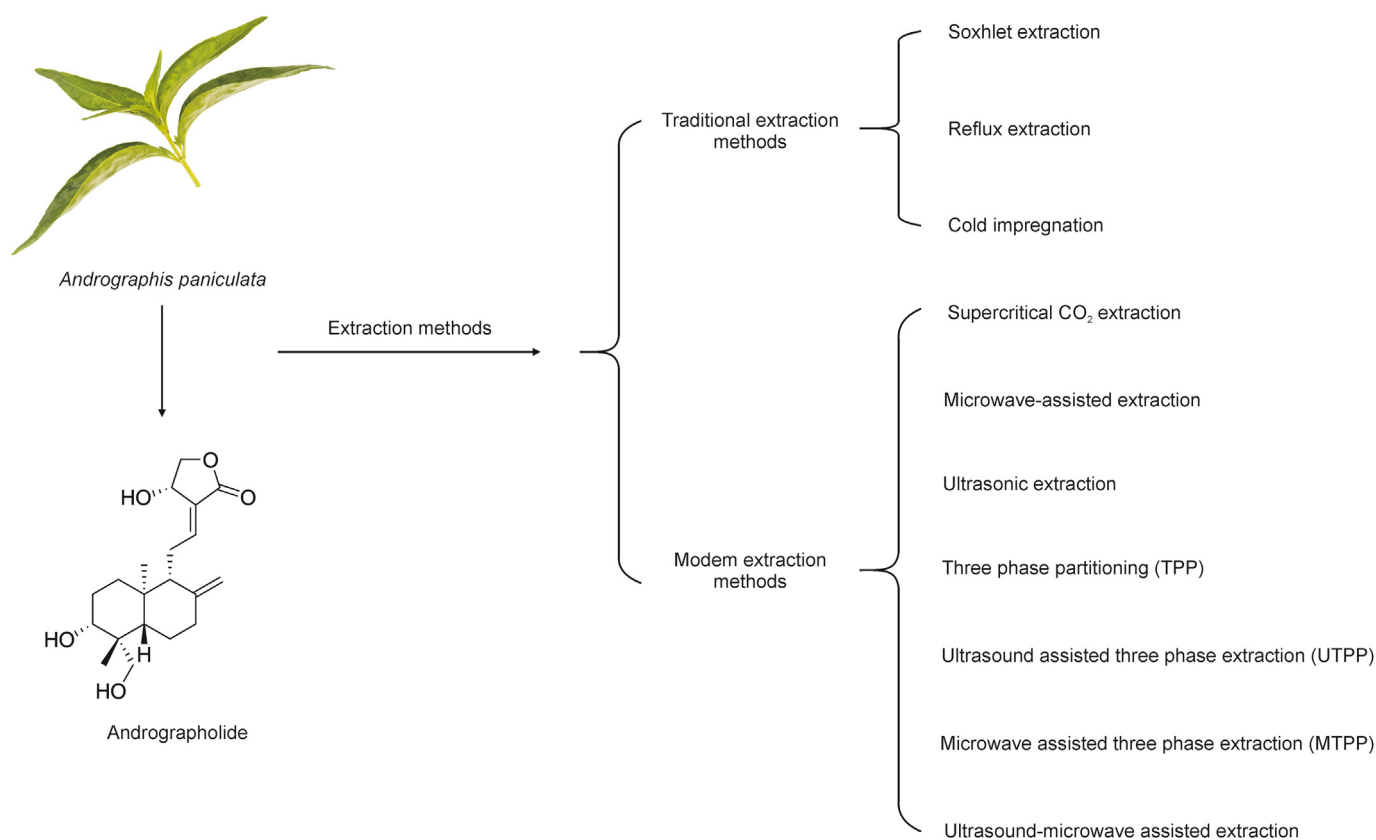 Andrographis paniculata
Extraction methods
HO
O
O
HO
H
HO
Andrographolide
Traditional extraction
methods
Soxhlet extraction
Reflux extraction
Cold impregnation
Modem extraction
methods
Supercritical CO₂ extraction
Microwave-assisted extraction
Ultrasonic extraction
Three phase partitioning (TPP)
Ultrasound assisted three phase extraction (UTPP)
Microwave assisted three phase extraction (MTPP)
Ultrasound-microwave assisted extraction